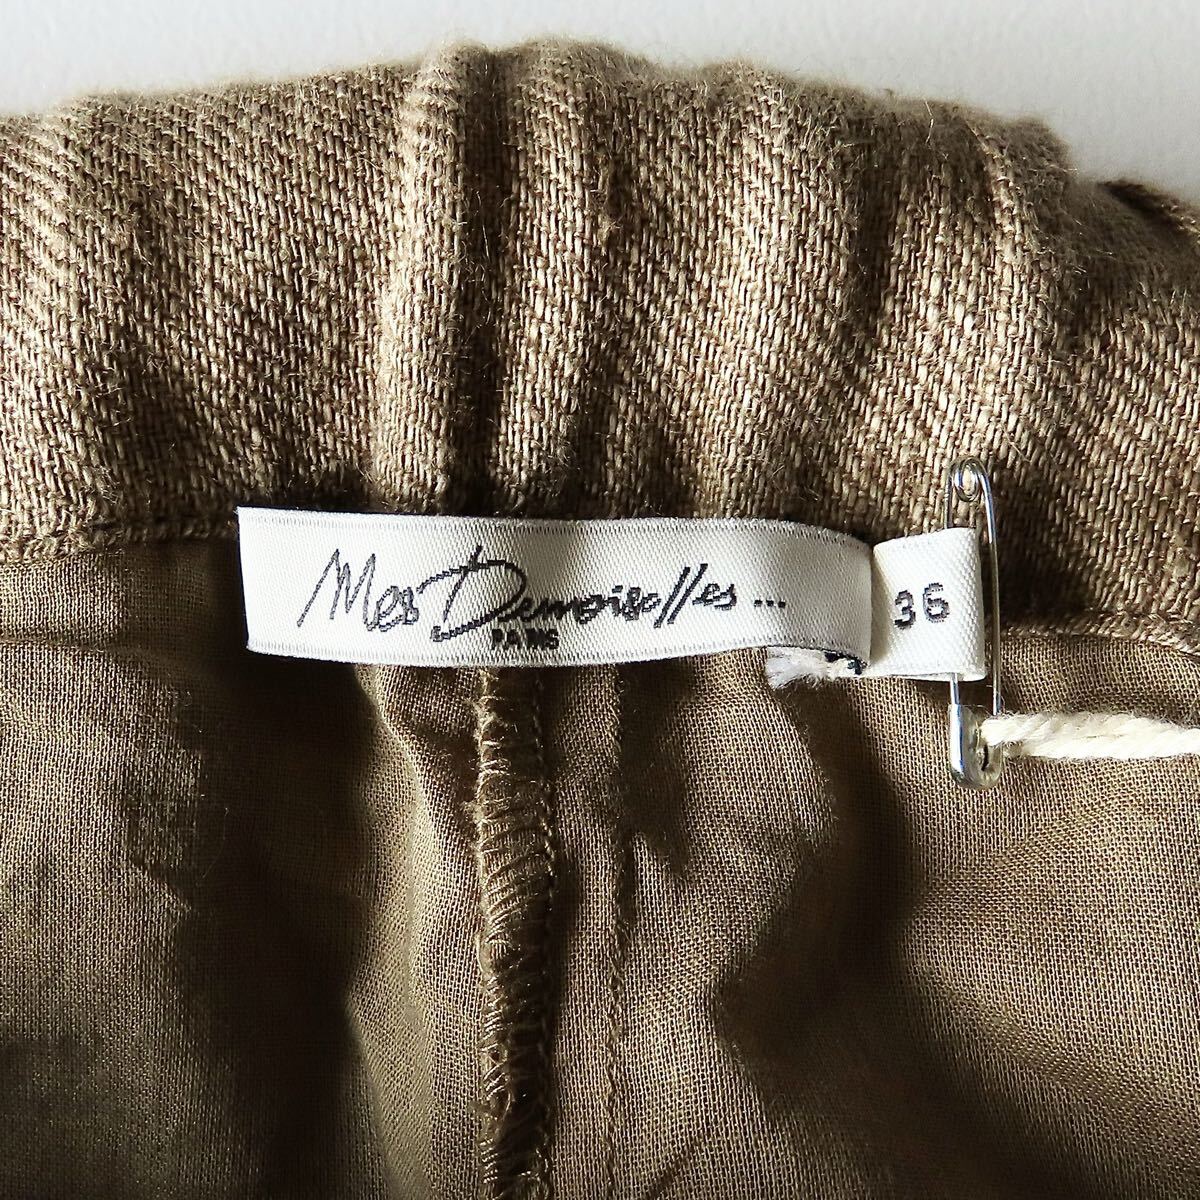 Mes Demoiselles ...
PARIS
36